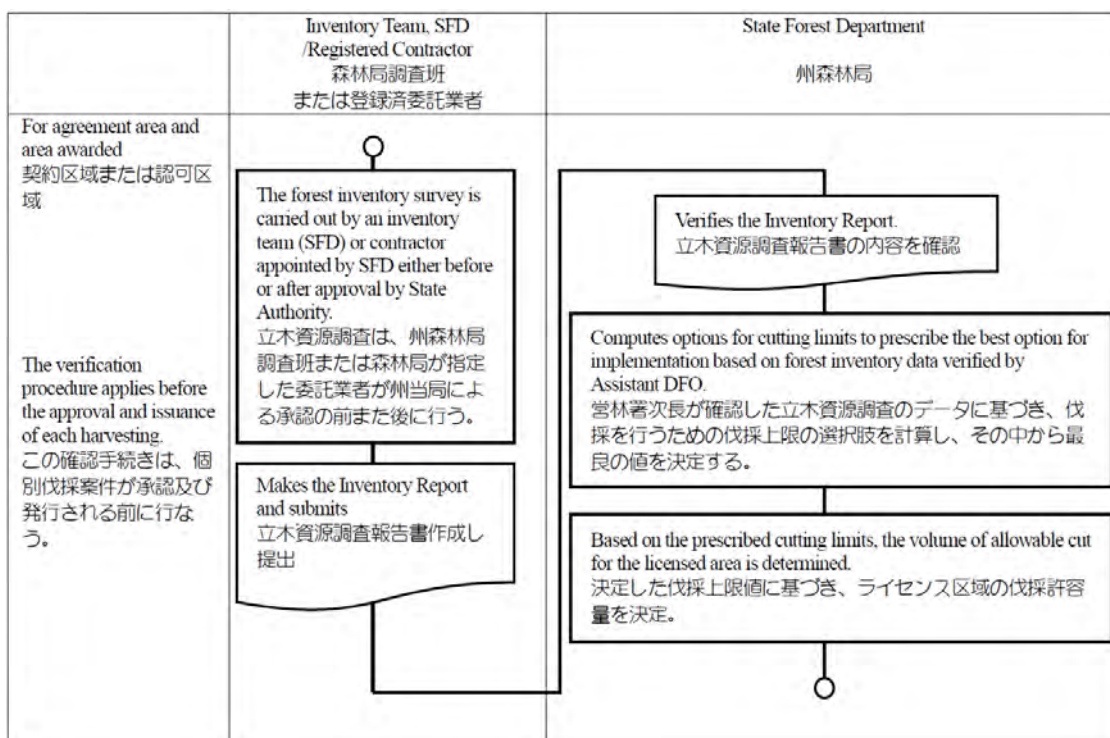 Inventory Team, SFD
/Registered Contractor
森林局調査班
または登録済委託業者
State Forest Department
州森林局
For agreement area and
area awarded
契約区域または認可区
域
The verification
procedure applies before
the approval and issuance
of each harvesting.
この確認手続きは、個
別伐採案件が承認及び
発行される前に行な
う。
The forest inventory survey is
carried out by an inventory
team (SFD) or contractor
appointed by SFD either before
or after approval by State
Authority.
立木資源調査は、州森林局
調査班または森林局が指定
した委託業者が州当局によ
る承認の前また後に行う。
Makes the Inventory Report
and submits
立木資源調査報告書作成し
提出
Verifies the Inventory Report.
立木資源調査報告書の内容を確認
Computes options for cutting limits to prescribe the best option for
implementation based on forest inventory data verified by
Assistant DFO.
営林署次長が確認した立木資源調査のデータに基づき、伐
採を行うための伐採上限の選択肢を計算し、その中から最
良の値を決定する。
Based on the prescribed cutting limits, the volume of allowable cut
for the licensed area is determined.
決定した伐採上限値に基づき、ライセンス区域の伐採許容
量を決定。